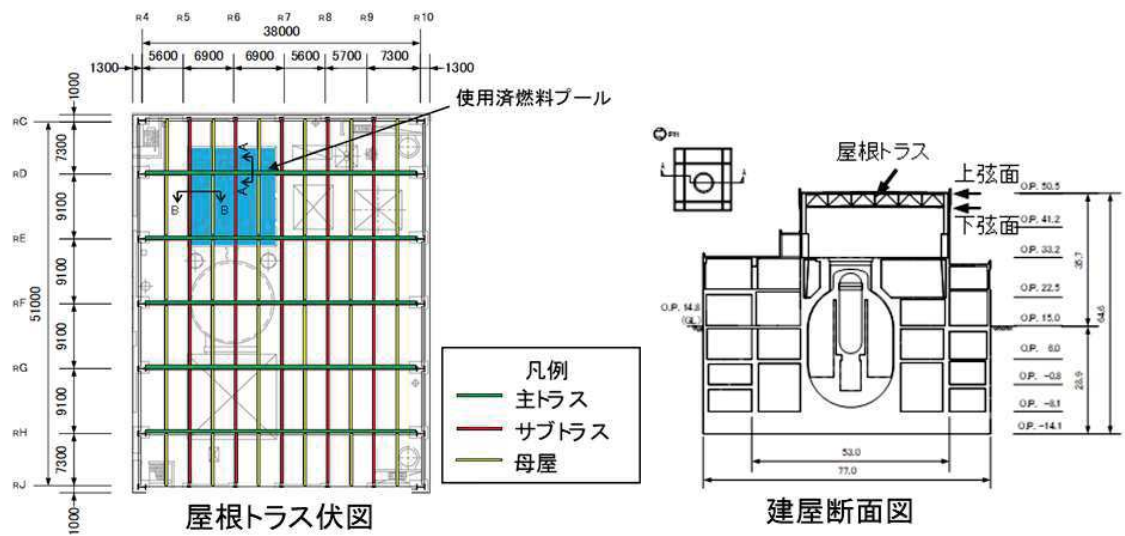 R4 R5 R6 R7 R8 R9 R10
38000
5600 6900 6900 5600 5700 7300
1300 1300
使用済燃料プール
1000
RC
7300
RD
9100
RE
9100
RF
51000
9100
RG
9100
RH
7300
RJ
1000
A
A
B B
凡例
主トラス
サブトラス
母屋
屋根トラス伏図
PN
A A
屋根トラス
上弦面
下弦面
O.P. 50.5
O.P. 41.2
O.P. 33.2
O.P. 22.5
O.P. 15.0
O.P. 6.0
O.P. -0.8
O.P. -8.1
O.P. -14.1
O.P. 14.8
(GL)
35.7
64.6
28.9
53.0
77.0
建屋断面図